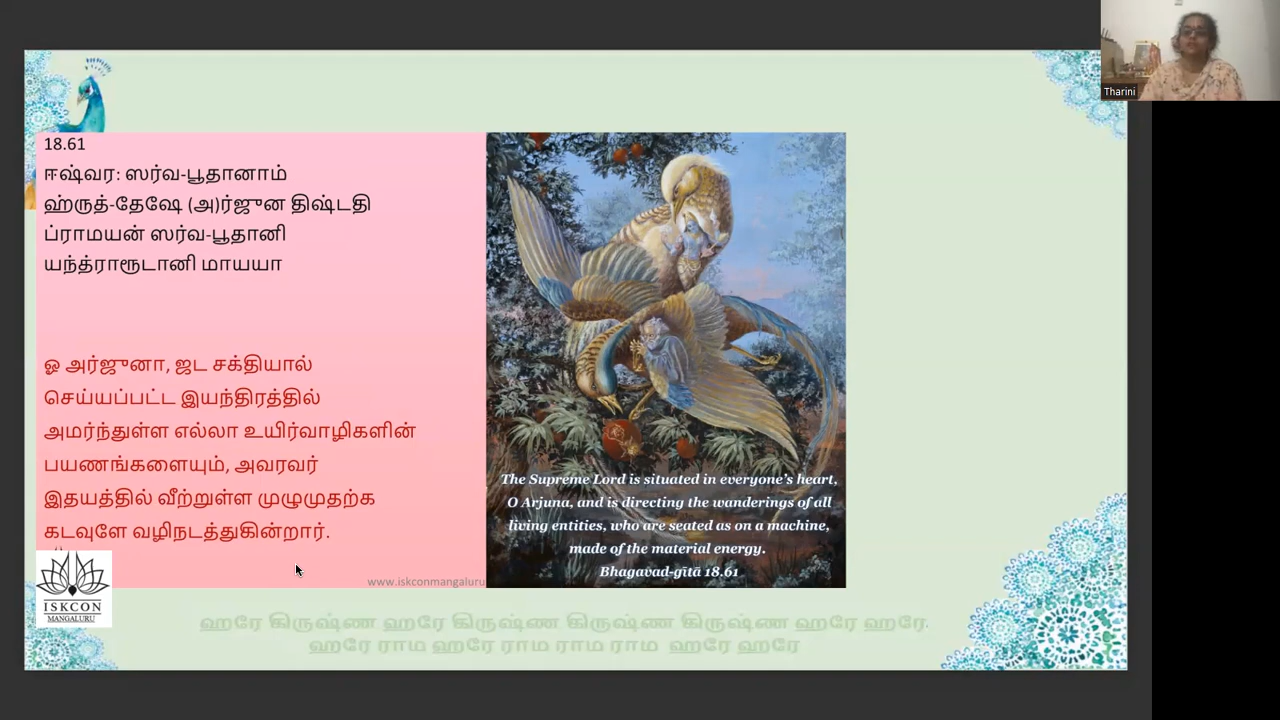 Tharini
18.61
ஈஷ்வர: ஸர்வ-பூதானாம்
ஹ்ருத்-தேஷே (அ)ர்ஜுன திஷ்டதி
ப்ராமயன் ஸர்வ-பூதானி
யந்த்ராரூடானி மாயயா
ஓ அர்ஜுனா, ஜட சக்தியால்
செய்யப்பட்ட இயந்திரத்தில்
அமர்ந்துள்ள எல்லா உயிர்வாழிகளின்
பயணங்களையும், அவரவர்
இதயத்தில் வீற்றுள்ள முழுமுதற்க
கடவுளே வழிநடத்துகின்றார்.
The Supreme Lord is situated in everyone's heart,
O Arjuna, and is directing the wanderings of all
living entities, who are seated as on a machine,
made of the material energy.
Bhagavad-gītā 18.61
www.iskconmangaluru
ISKCON
MANGALURU
ஹரே கிருஷ்ண ஹரே கிருஷ்ண கிருஷ்ண கிருஷ்ண ஹரே ஹரே.
ஹரே ராம ஹரே ராம ராம ராம ஹரே ஹரே